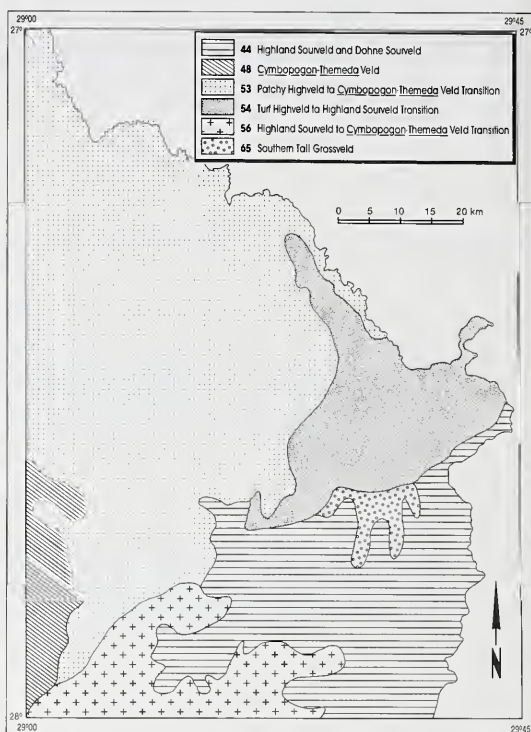 29°00 29°45
27° 27°
44 Highland Sourveld and Dohne Sourveld
48 Cymbopogon-Themeda Veld
53 Patchy Highveld to Cymbopogon-Themeda Veld Transition
54 Turf Highveld to Highland Sourveld Transition
56 Highland Sourveld to Cymbopogon-Themeda Veld Transition
65 Southern Tall Grossveld
0 5 10 15 20 km
N
28° 28°
29°00 29°45